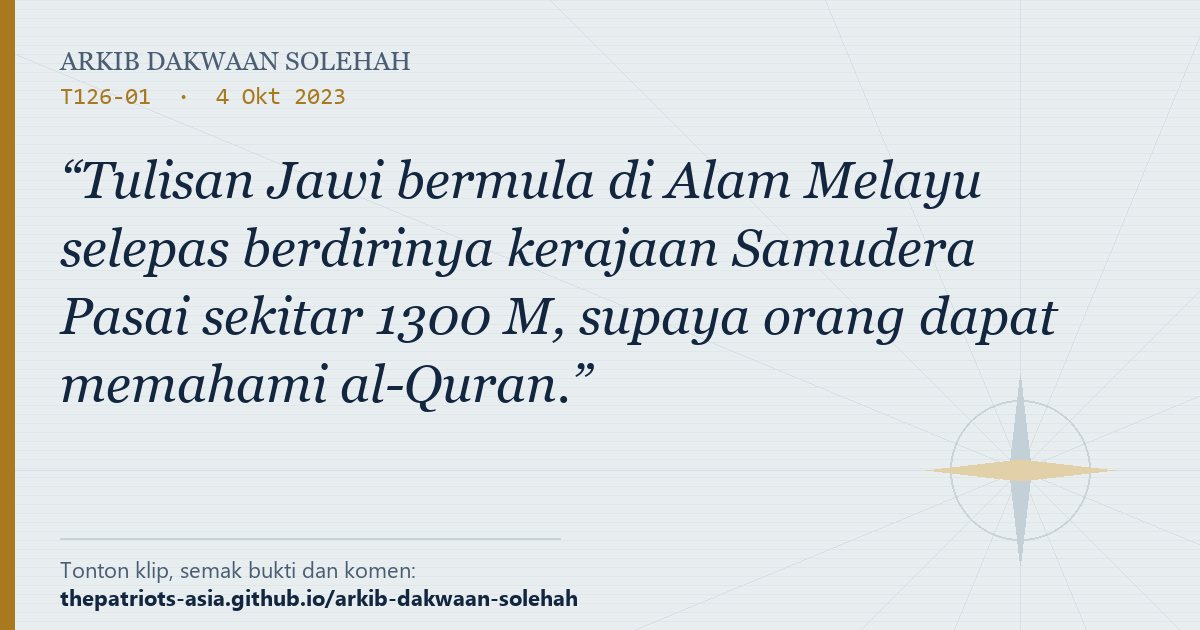 ARKIB DAKWAAN SOLEHAH
T126-01 · 4 Okt 2023
“Tulisan Jawi bermula di Alam Melayu
selepas berdirinya kerajaan Samudera
Pasai sekitar 1300 M, supaya orang dapat
memahami al-Quran.”
Tonton klip, semak bukti dan komen:
thepatriots-asia.github.io/arkib-dakwaan-solehah